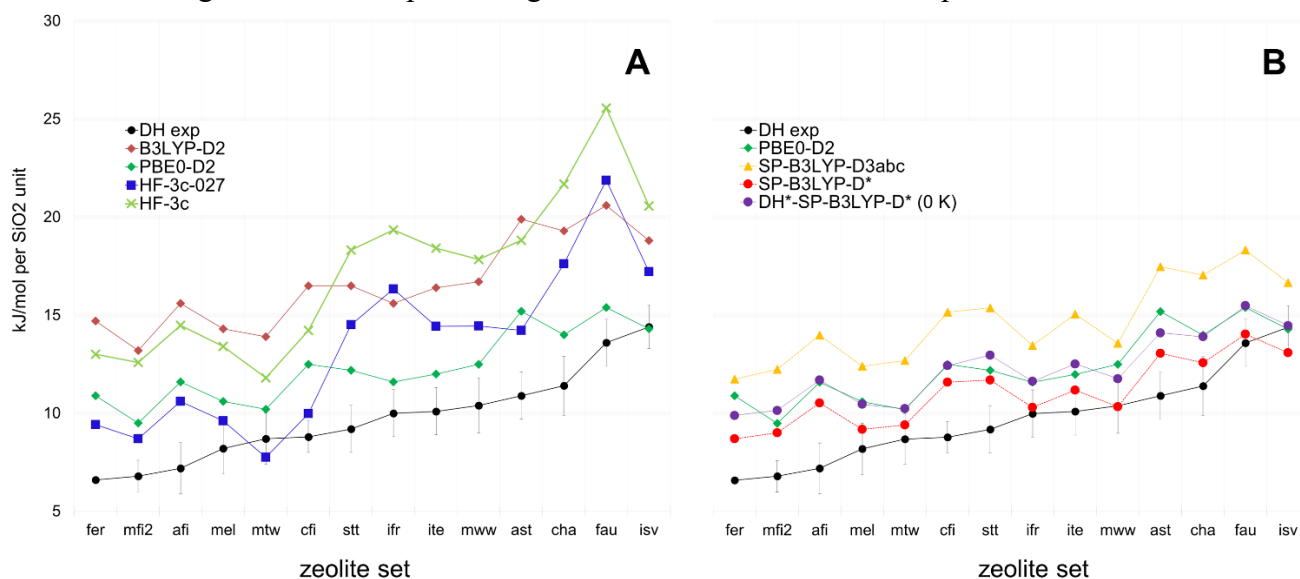 30
25
20
15
10
5
kJ/mol per SiO2 unit
A
DH exp
B3LYP-D2
PBE0-D2
HF-3c-027
HF-3c
fer mfi2 afi mel mtw cfi stt ifr ite mww ast cha fau isv
zeolite set
B
DH exp
PBE0-D2
SP-B3LYP-D3abc
SP-B3LYP-D*
DH*-SP-B3LYP-D* (0 K)
fer mfi2 afi mel mtw cfi stt ifr ite mww ast cha fau isv
zeolite set